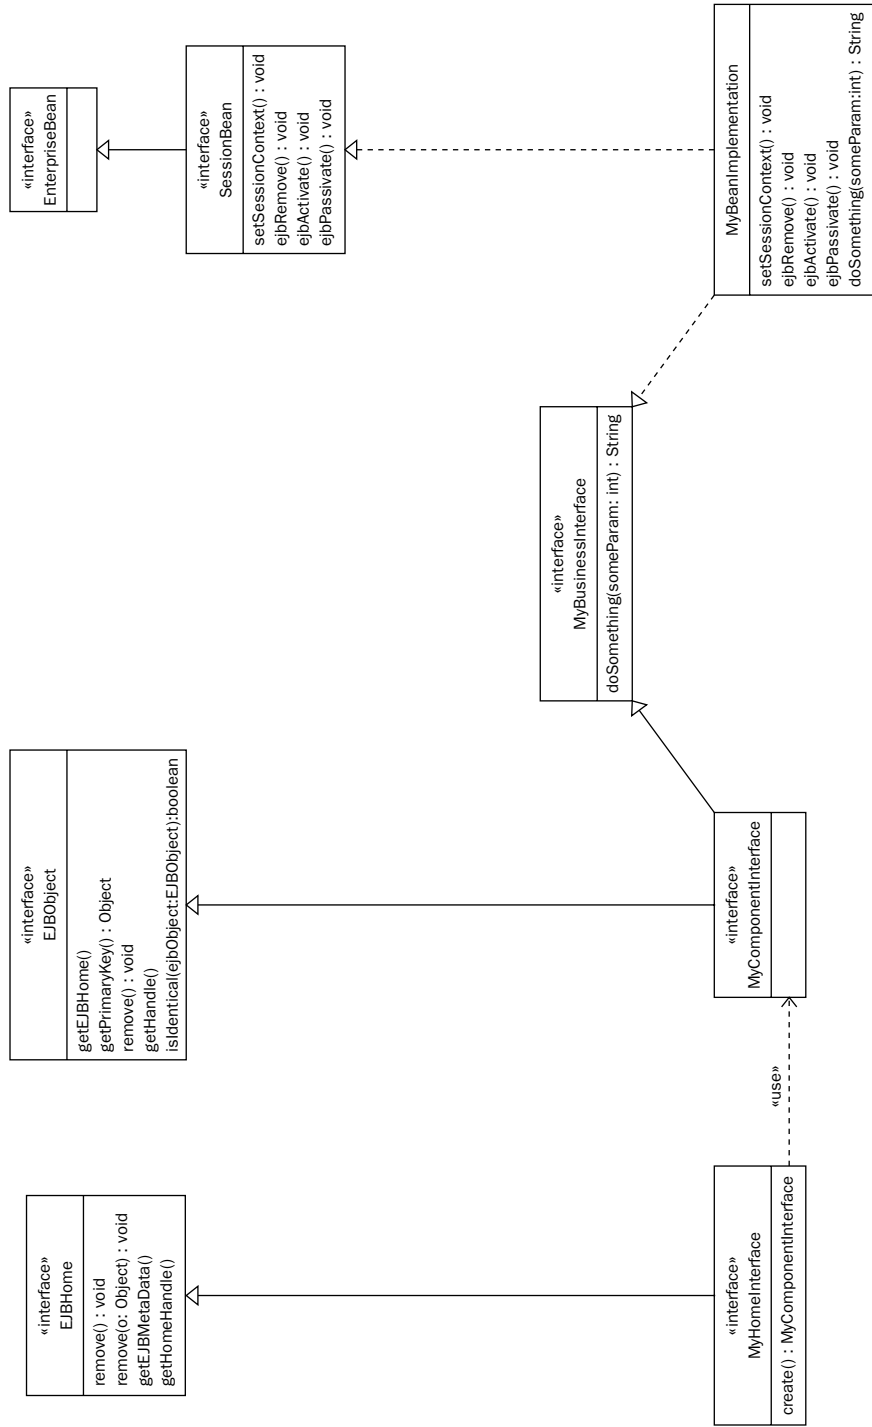 «interface»
EJBHome
remove() : void
remove(o: Object) : void
getEJBMetaData()
getHomeHandle()
«interface»
EJBObject
getEJBHome()
getPrimaryKey() : Object
remove() : void
getHandle()
isIdentical(ejbObject:EJBObject):boolean
«interface»
EnterpriseBean
«interface»
SessionBean
setSessionContext() : void
ejbRemove() : void
ejbActivate() : void
ejbPassivate() : void
«interface»
MyBusinessInterface
doSomething(someParam: int) : String
«interface»
MyHomeInterface
create() : MyComponentInterface
«use»
«interface»
MyComponentInterface
MyBeanImplementation
setSessionContext() : void
ejbRemove() : void
ejbActivate() : void
ejbPassivate() : void
doSomething(someParam:int) : String